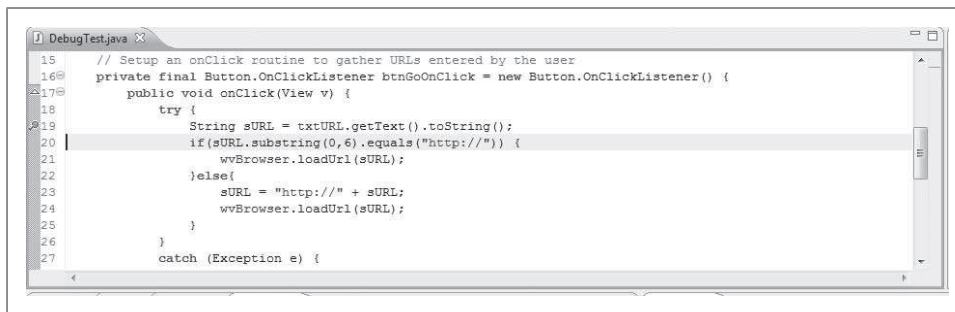 DebugTest.java
15 // Setup an onClick routine to gather URLs entered by the user
16 private final Button.OnClickListener btnGoOnClick = new Button.OnClickListener() {
17 public void onClick(View v) {
18 try {
19 String sURL = txtURL.getText().toString();
20 if(sURL.substring(0,6).equals("http://")) {
21 wvBrowser.loadUrl(sURL);
22 }else{
23 sURL = "http://" + sURL;
24 wvBrowser.loadUrl(sURL);
25 }
26 }
27 catch (Exception e) {